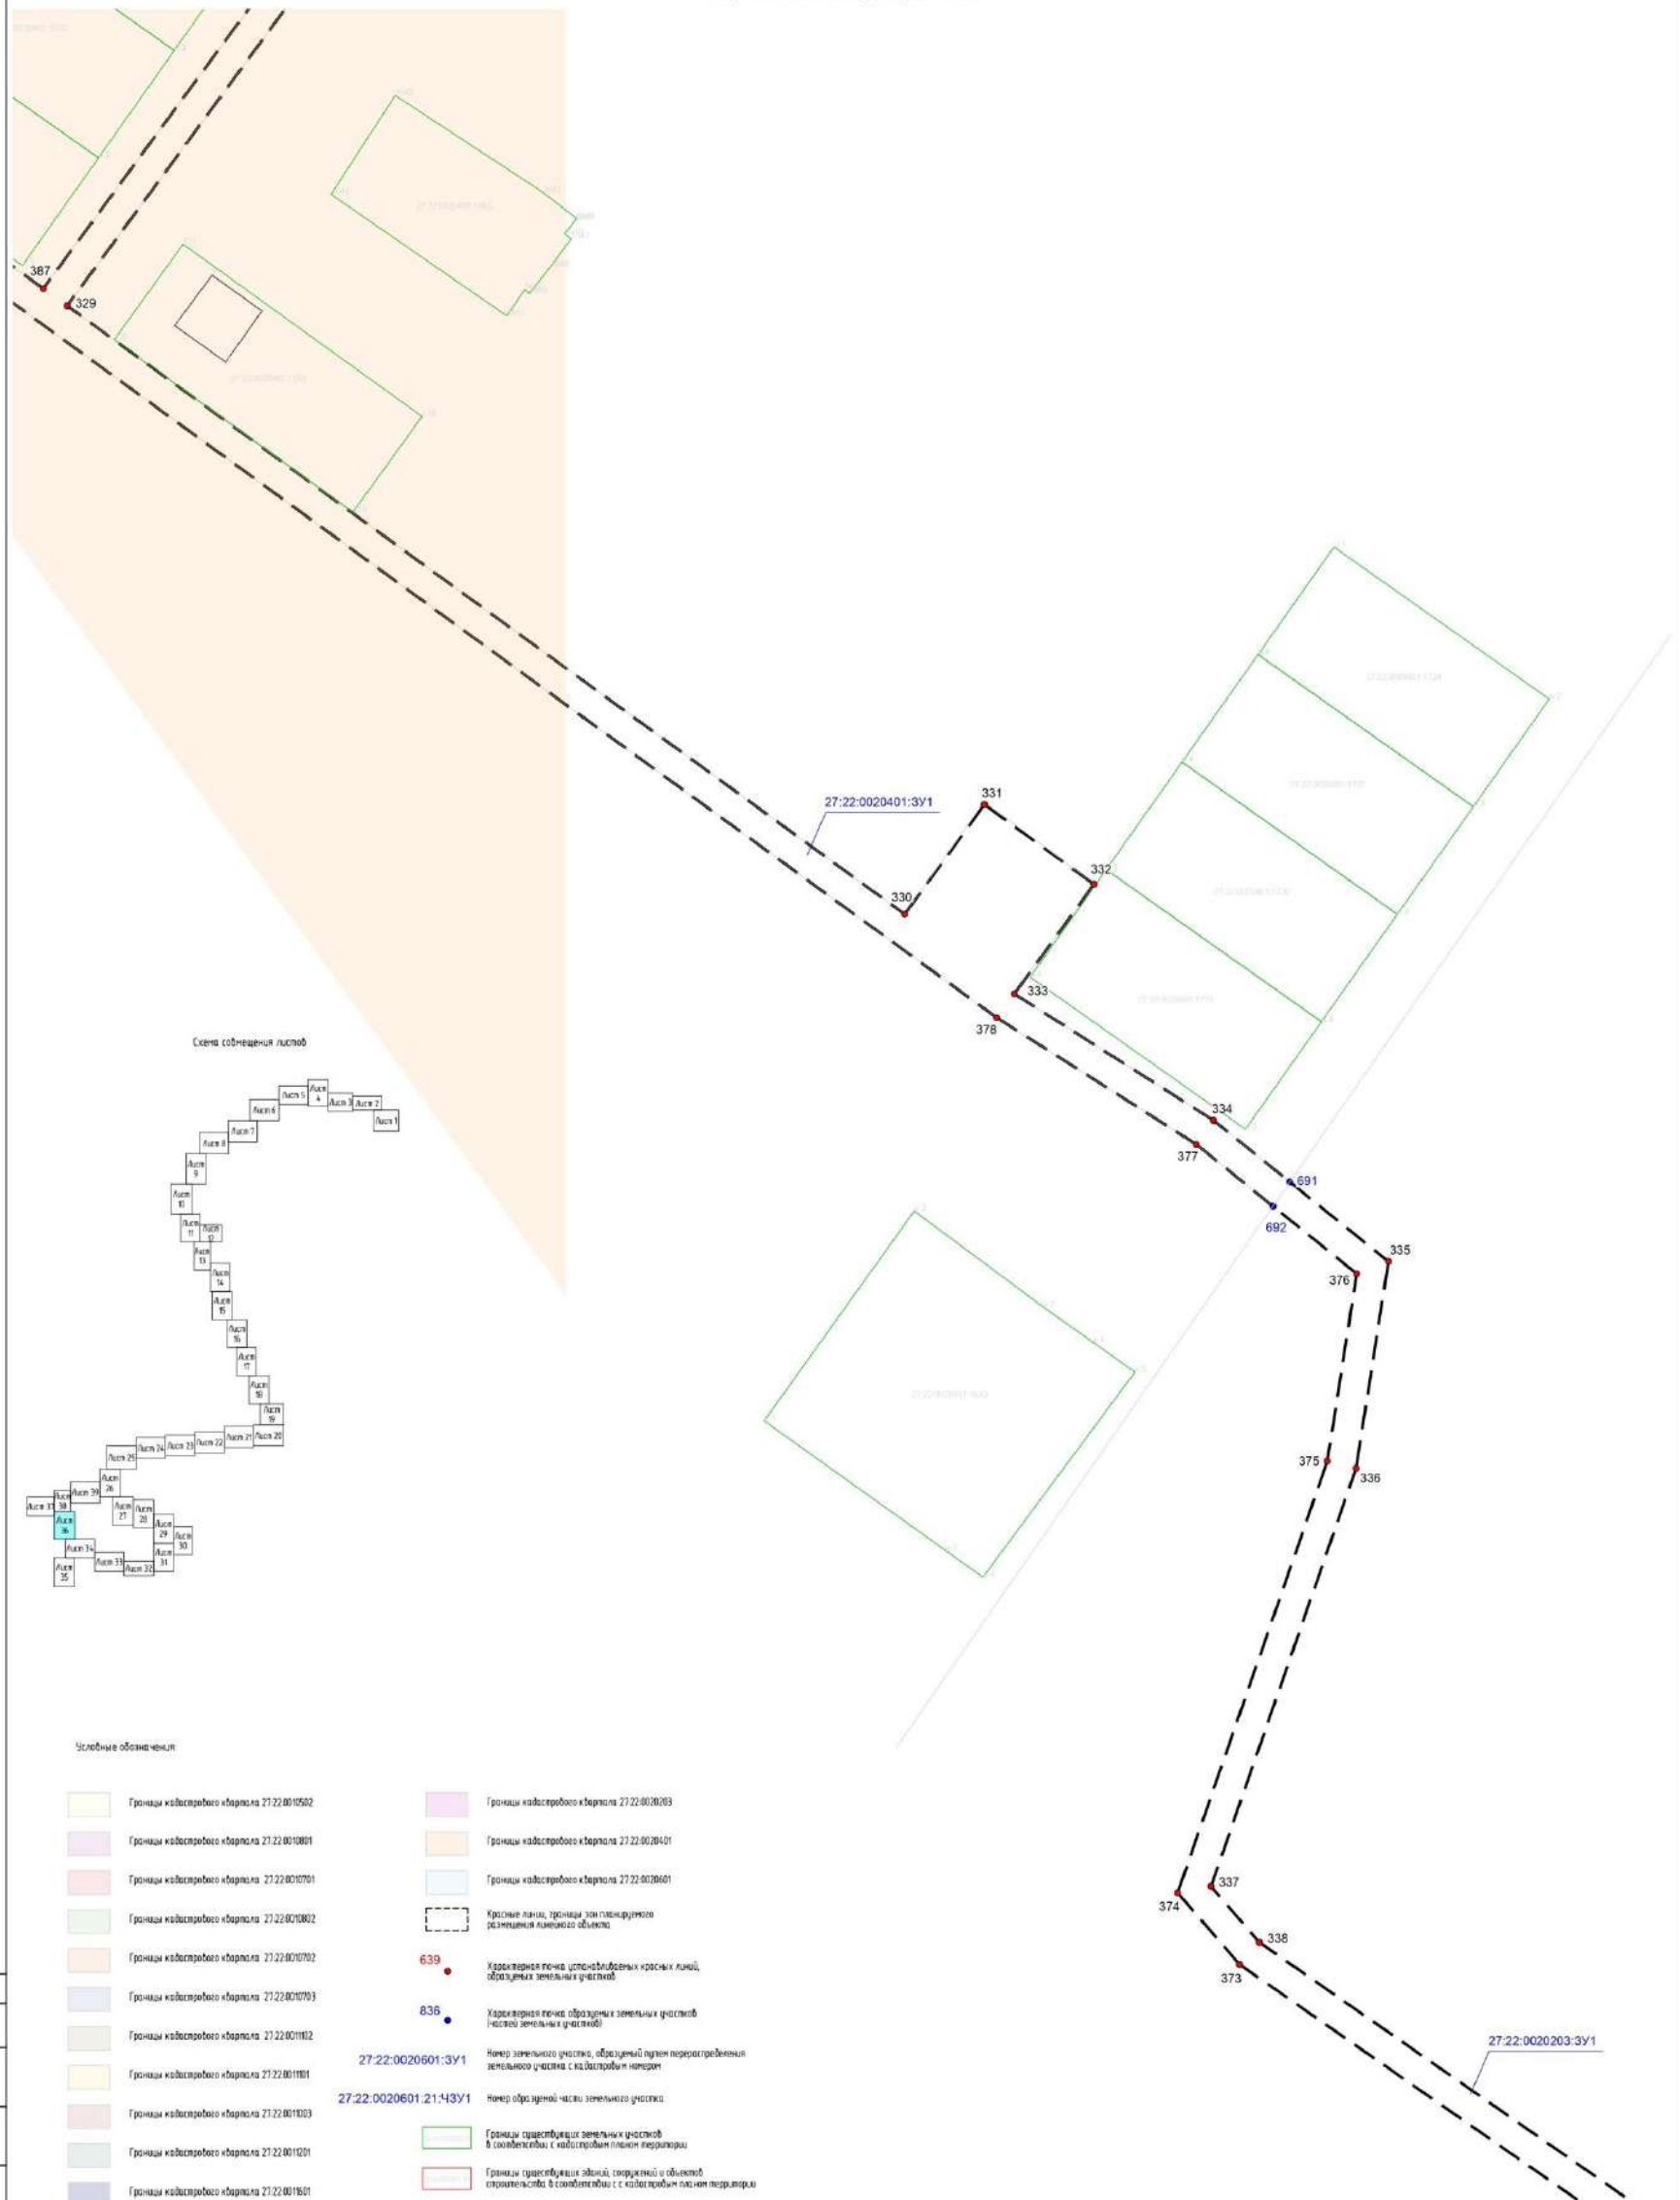 387
329
27:22:0020401:ЗУ1
331
332
330
333
378
334
377
691
692
335
376
375
336
337
374
338
373
27:22:0020203:ЗУ1
Схема совмещения листов
Лист 1
Лист 2
Лист 3
Лист 4
Лист 5
Лист 6
Лист 7
Лист 8
Лист 9
Лист 10
Лист 11
Лист 12
Лист 13
Лист 14
Лист 15
Лист 16
Лист 17
Лист 18
Лист 19
Лист 20
Лист 21
Лист 22
Лист 23
Лист 24
Лист 25
Лист 26
Лист 27
Лист 28
Лист 29
Лист 30
Лист 31
Лист 32
Лист 33
Лист 34
Лист 35
Лист 36
Лист 37
Лист 38
Лист 39
Условные обозначения:
Границы кадастрового квартала 27:22:0010502
Границы кадастрового квартала 27:22:0010801
Границы кадастрового квартала 27:22:0010701
Границы кадастрового квартала 27:22:0010802
Границы кадастрового квартала 27:22:0010702
Границы кадастрового квартала 27:22:0010703
Границы кадастрового квартала 27:22:0011102
Границы кадастрового квартала 27:22:0011101
Границы кадастрового квартала 27:22:0011003
Границы кадастрового квартала 27:22:0011201
Границы кадастрового квартала 27:22:0011601
Границы кадастрового квартала 27:22:0020203
Границы кадастрового квартала 27:22:0020401
Границы кадастрового квартала 27:22:0020601
Красные линии, границы зон планируемого
размещения линейного объекта
639
Характерная точка устанавливаемых красных линий,
образуемых земельных участков
836
Характерная точка образуемых земельных участков
(частей земельных участков)
27:22:0020601:ЗУ1
Номер земельного участка, образуемый путем перераспределения
земельного участка с кадастровым номером
27:22:0020601:21:ЧЗУ1
Номер образуемой части земельного участка
Границы существующих земельных участков
в соответствии с кадастровым планом территории
Границы существующих зданий, сооружений и объектов
строительства в соответствии с с кадастровым планом территории